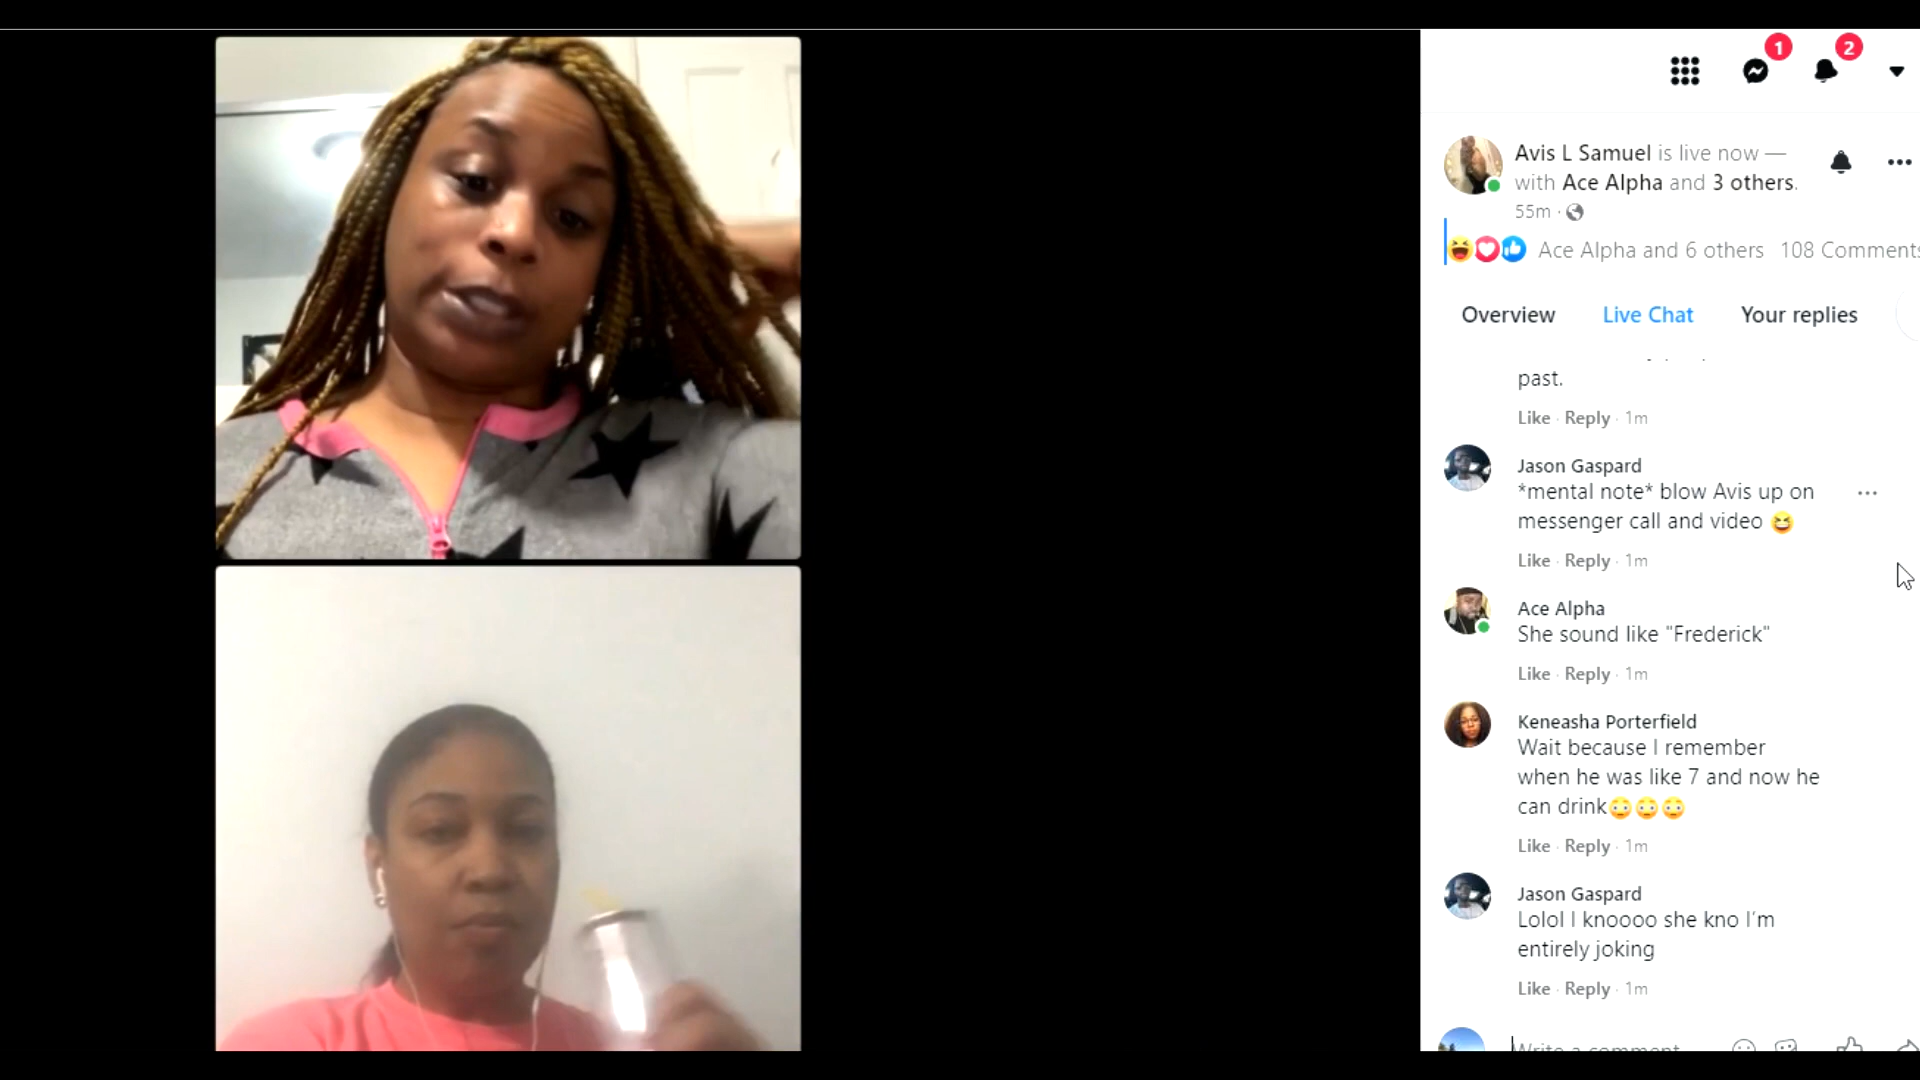 1
2
Avis L Samuel is live now —
with Ace Alpha and 3 others.
55m ·
Ace Alpha and 6 others 108 Comments
Overview Live Chat Your replies
past.
Like · Reply · 1m
Jason Gaspard
*mental note* blow Avis up on
messenger call and video 😆
Like · Reply · 1m
Ace Alpha
She sound like "Frederick"
Like · Reply · 1m
Keneasha Porterfield
Wait because I remember
when he was like 7 and now he
can drink😳😳😳
Like · Reply · 1m
Jason Gaspard
Lolol I knoooo she kno I'm
entirely joking
Like · Reply · 1m
Write a comment